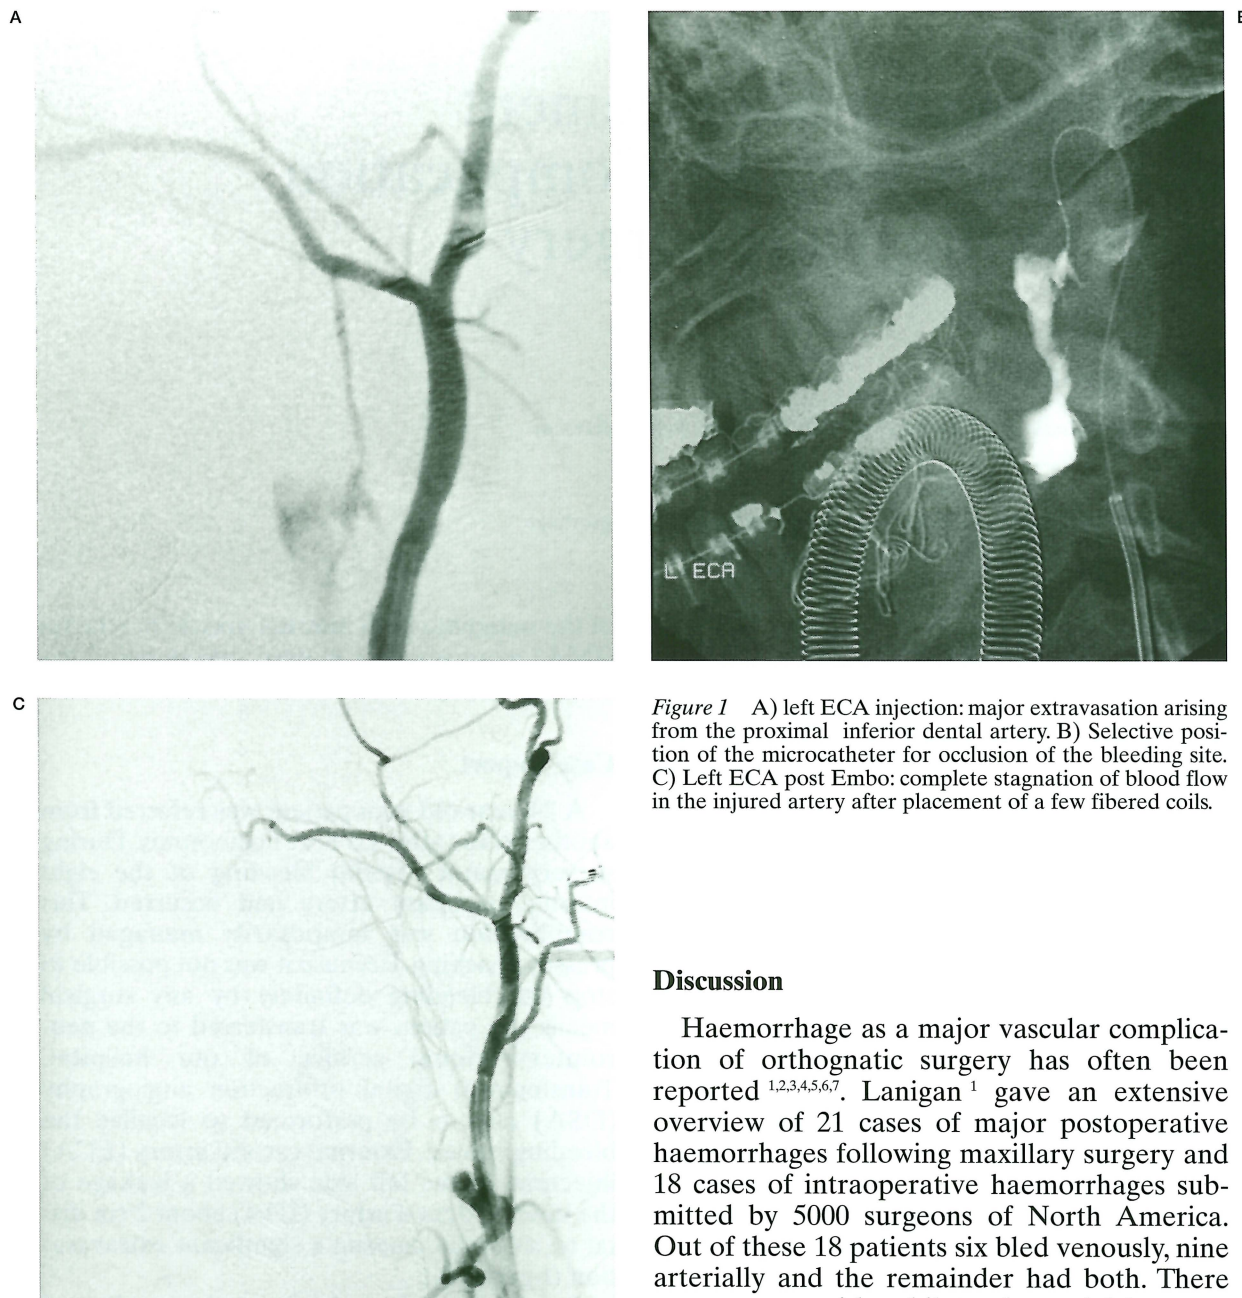 A
B
L ECA
C
Figure 1 A) left ECA injection: major extravasation arising
from the proximal inferior dental artery. B) Selective posi-
tion of the microcatheter for occlusion of the bleeding site.
C) Left ECA post Embo: complete stagnation of blood flow
in the injured artery after placement of a few fibered coils.
Discussion
Haemorrhage as a major vascular complica-
tion of orthognatic surgery has often been
reported 1,2,3,4,5,6,7. Lanigan 1 gave an extensive
overview of 21 cases of major postoperative
haemorrhages following maxillary surgery and
18 cases of intraoperative haemorrhages sub-
mitted by 5000 surgeons of North America.
Out of these 18 patients six bled venously, nine
arterially and the remainder had both. There